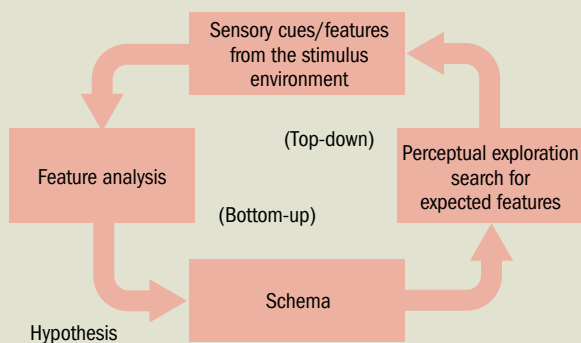 Sensory cues/features
from the stimulus
environment
(Top-down)
Feature analysis
Perceptual exploration
search for
expected features
(Bottom-up)
Schema
Hypothesis